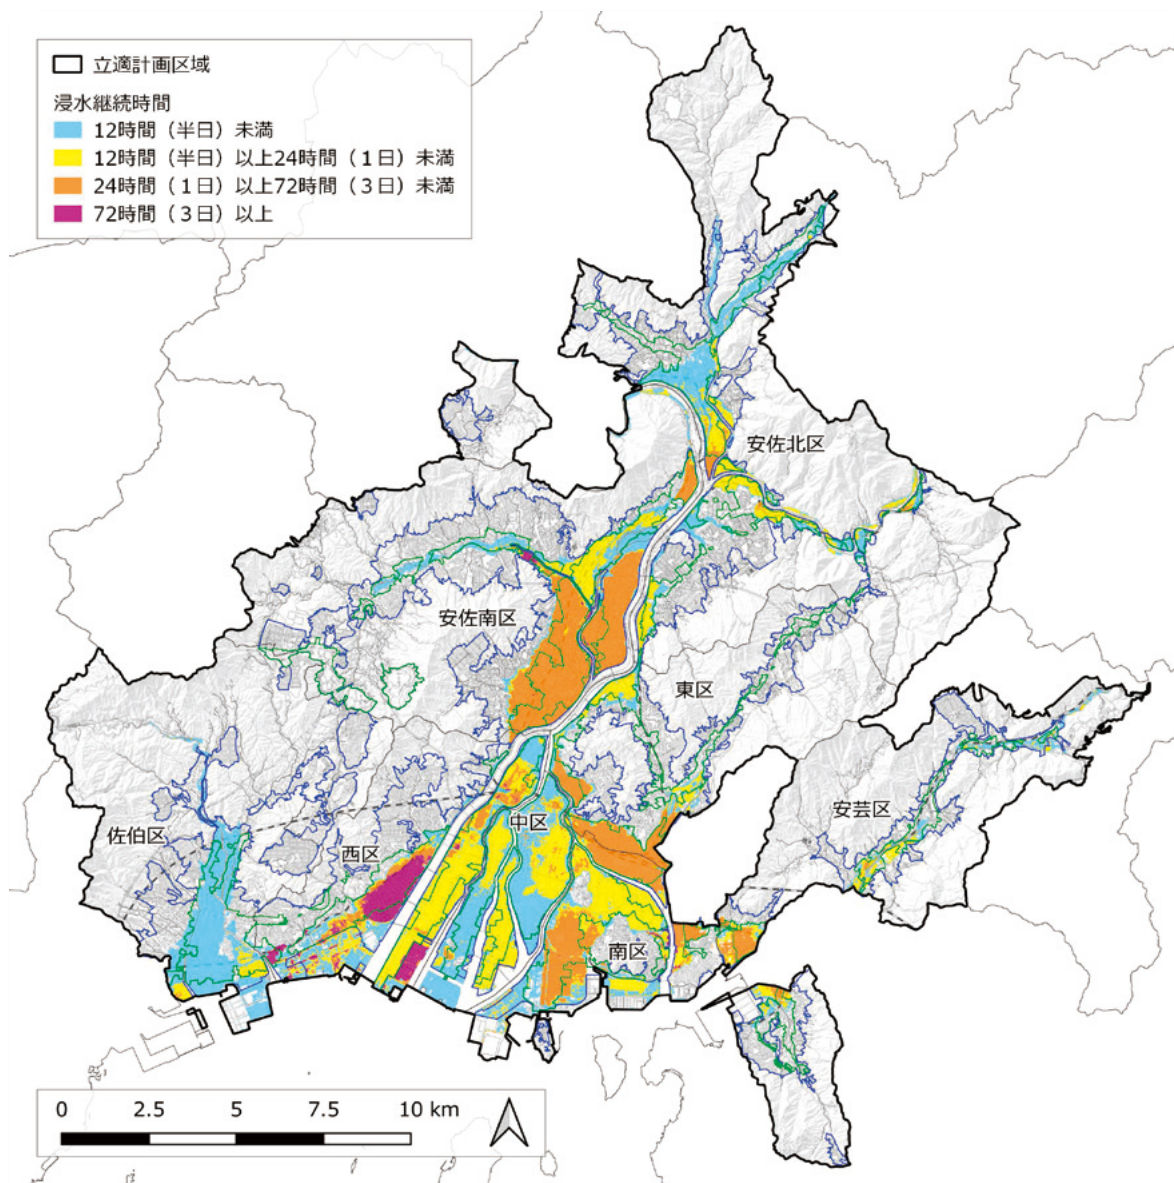 立適計画区域
浸水継続時間
12時間（半日）未満
12時間（半日）以上24時間（1日）未満
24時間（1日）以上72時間（3日）未満
72時間（3日）以上
安佐北区
安佐南区
東区
安芸区
中区
佐伯区
西区
南区
0 2.5 5 7.5 10 km